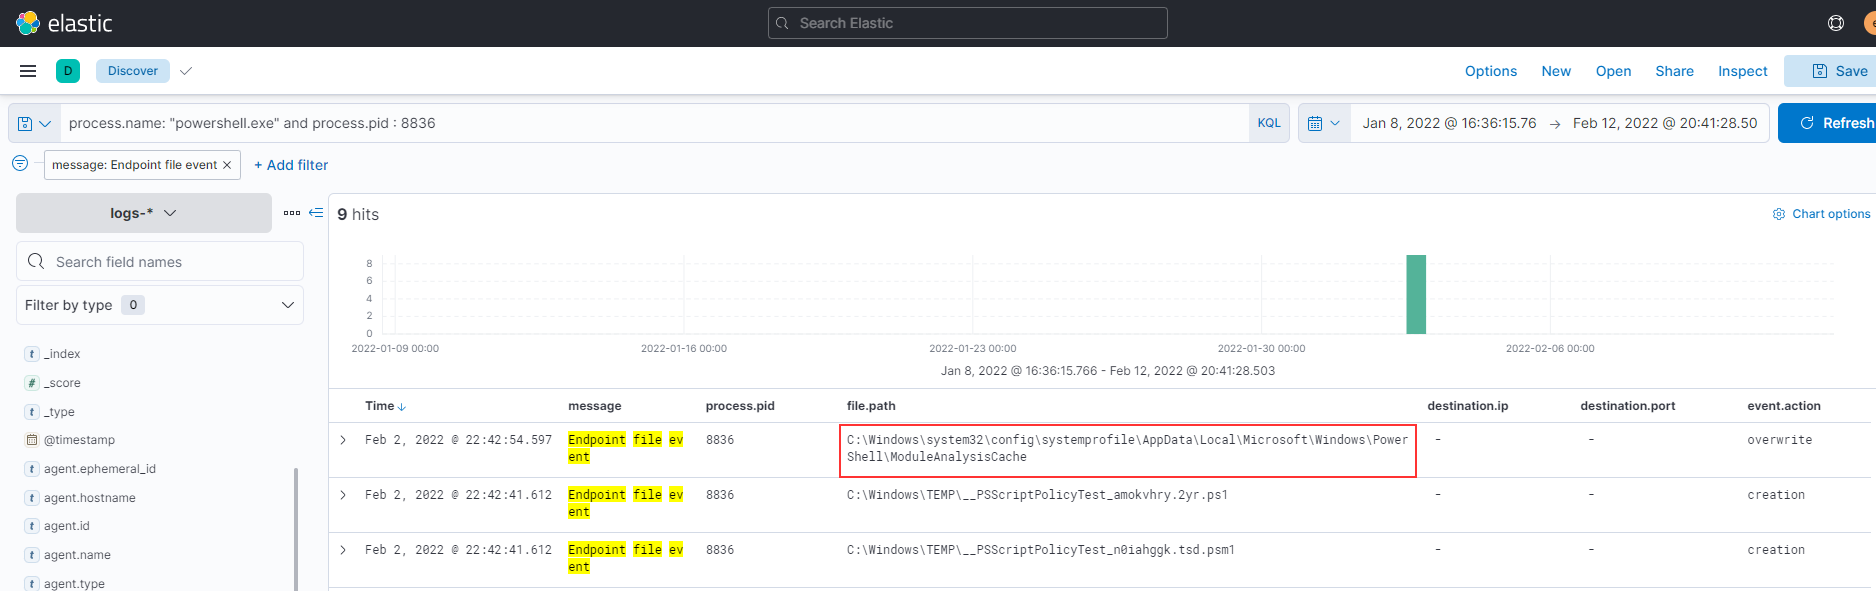 elastic
Search Elastic
e
D
Discover
Options
New
Open
Share
Inspect
Save
process.name: "powershell.exe" and process.pid : 8836
KQL
Jan 8, 2022 @ 16:36:15.76 → Feb 12, 2022 @ 20:41:28.50
Refresh
message: Endpoint file event ×
+ Add filter
logs-*
9 hits
Chart options
Search field names
Filter by type 0
t _index
# _score
t _type
@timestamp
t agent.ephemeral_id
t agent.hostname
t agent.id
t agent.name
t agent.type
8
6
4
2
0
2022-01-09 00:00
2022-01-16 00:00
2022-01-23 00:00
2022-01-30 00:00
2022-02-06 00:00
Jan 8, 2022 @ 16:36:15.766 - Feb 12, 2022 @ 20:41:28.503
Time ↓ message process.pid file.path destination.ip destination.port event.action
Feb 2, 2022 @ 22:42:54.597 Endpoint file ev 8836 C:\Windows\system32\config\systemprofile\AppData\Local\Microsoft\Windows\Power - - overwrite
ent Shell\ModuleAnalysisCache
Feb 2, 2022 @ 22:42:41.612 Endpoint file ev 8836 C:\Windows\TEMP\__PSScriptPolicyTest_amokvhry.2yr.ps1 - - creation
ent
Feb 2, 2022 @ 22:42:41.612 Endpoint file ev 8836 C:\Windows\TEMP\__PSScriptPolicyTest_n0iahggk.tsd.psm1 - - creation
ent